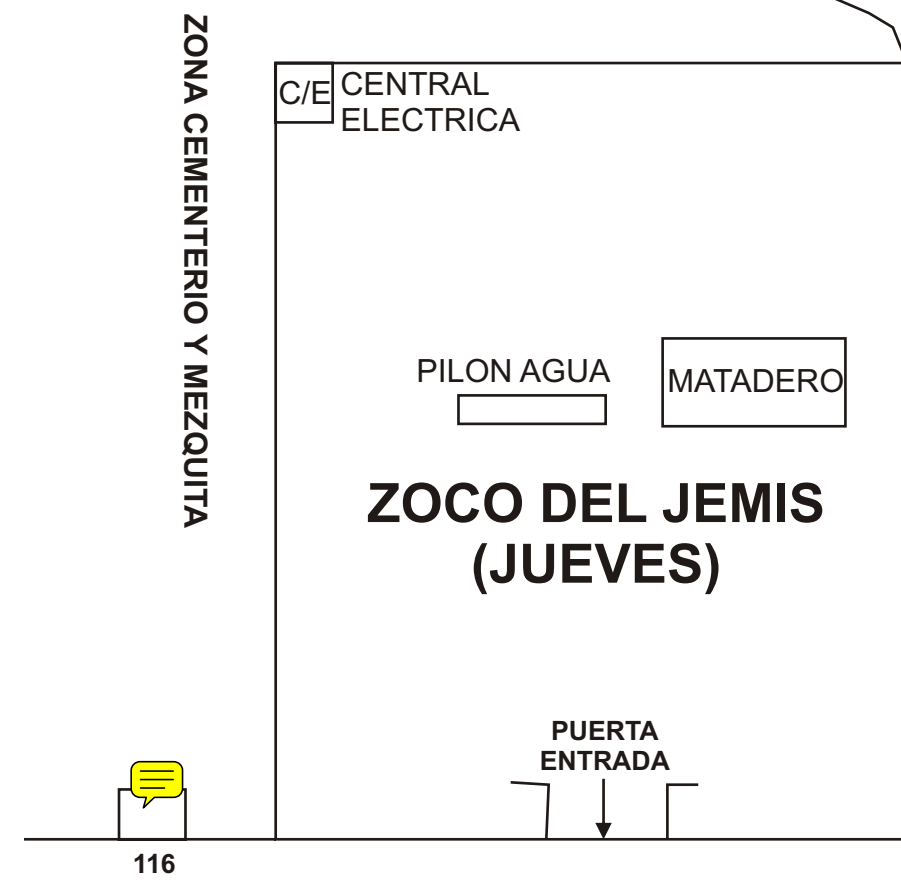 ZONA CEMENTERIO Y MEZQUITA
C/E
CENTRAL
ELECTRICA
PILON AGUA
MATADERO
ZOCO DEL JEMIS
(JUEVES)
PUERTA
ENTRADA
116